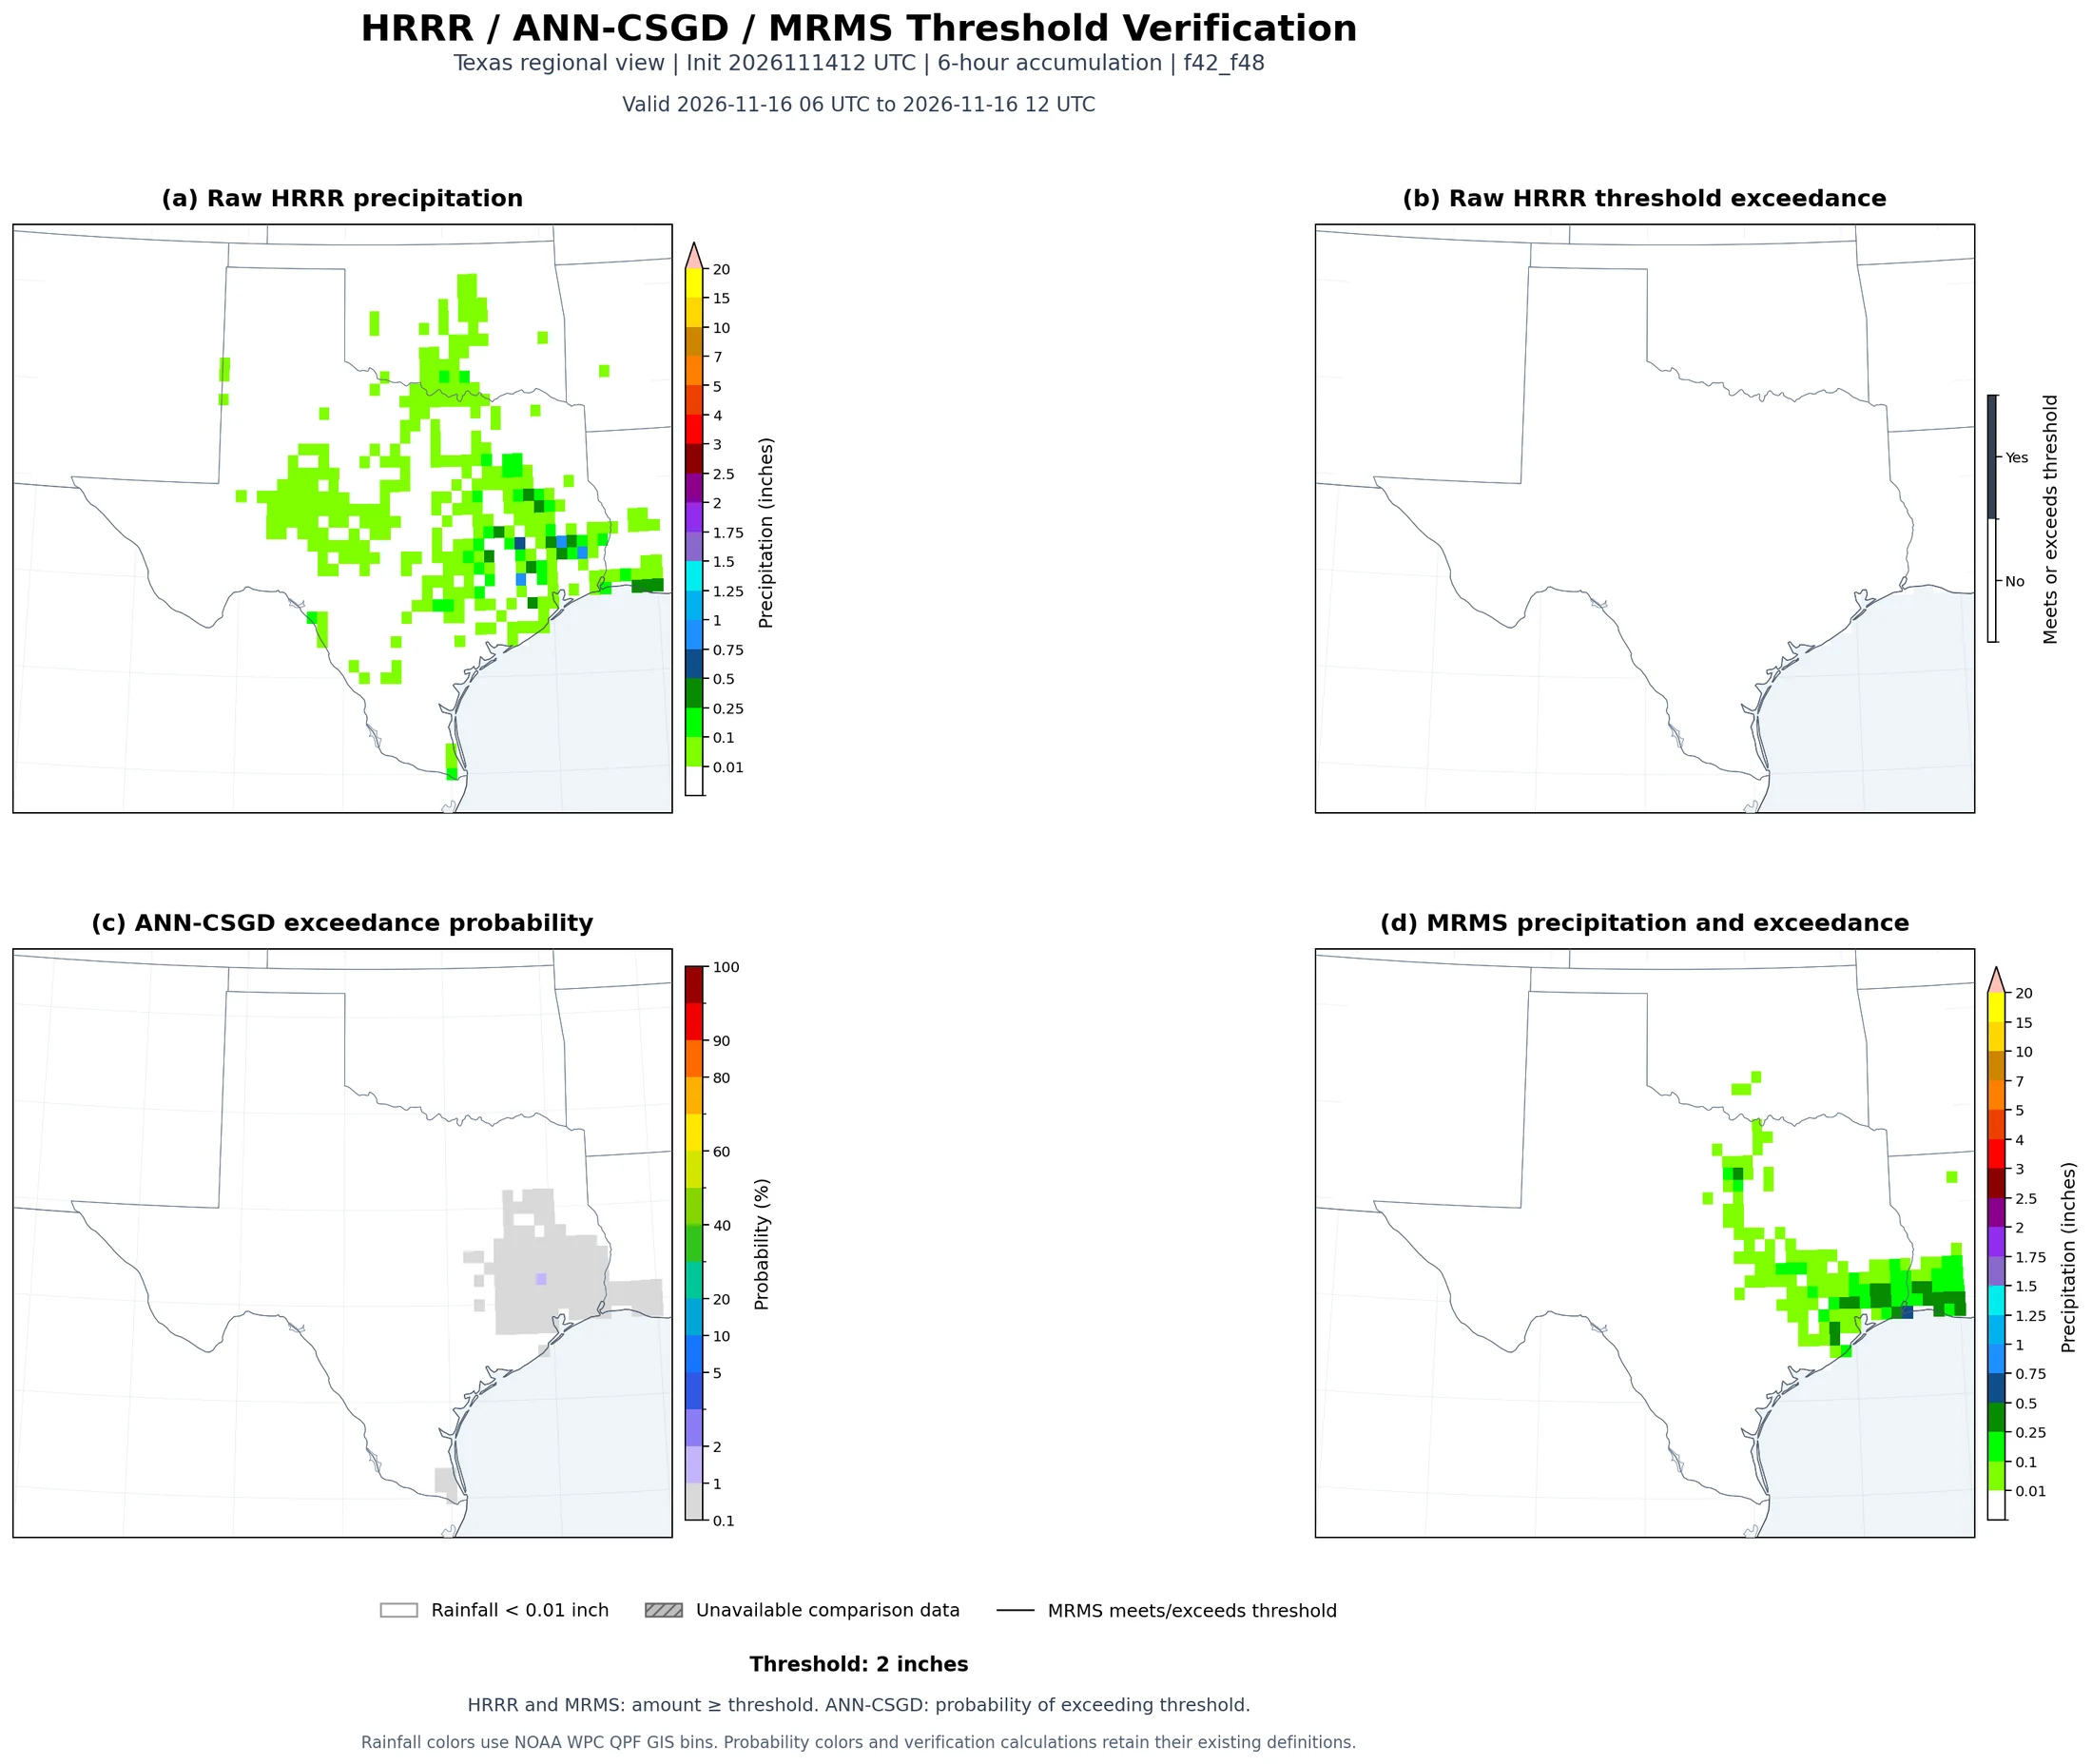 HRRR / ANN-CSGD / MRMS Threshold Verification
Texas regional view | Init 2026111412 UTC | 6-hour accumulation | f42_f48
Valid 2026-11-16 06 UTC to 2026-11-16 12 UTC
(a) Raw HRRR precipitation
20
15
10
7
5
4
3
2.5
2
1.75
1.5
1.25
1
0.75
0.5
0.25
0.1
0.01
Precipitation (inches)
(b) Raw HRRR threshold exceedance
Yes
No
Meets or exceeds threshold
(c) ANN-CSGD exceedance probability
100
90
80
60
40
20
10
5
2
1
0.1
Probability (%)
(d) MRMS precipitation and exceedance
20
15
10
7
5
4
3
2.5
2
1.75
1.5
1.25
1
0.75
0.5
0.25
0.1
0.01
Precipitation (inches)
Rainfall < 0.01 inch
Unavailable comparison data
MRMS meets/exceeds threshold
Threshold: 2 inches
HRRR and MRMS: amount ≥ threshold. ANN-CSGD: probability of exceeding threshold.
Rainfall colors use NOAA WPC QPF GIS bins. Probability colors and verification calculations retain their existing definitions.